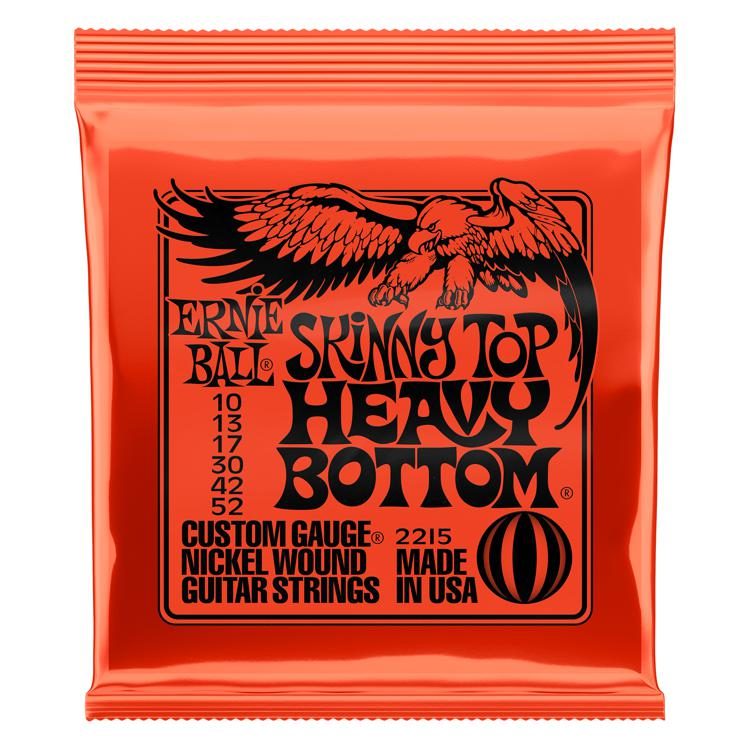 ERNIE
BALL®
SKINNY TOP
HEAVY
BOTTOM®
10
13
17
30
42
52
CUSTOM GAUGE®
NICKEL WOUND
GUITAR STRINGS
2215
MADE
IN USA